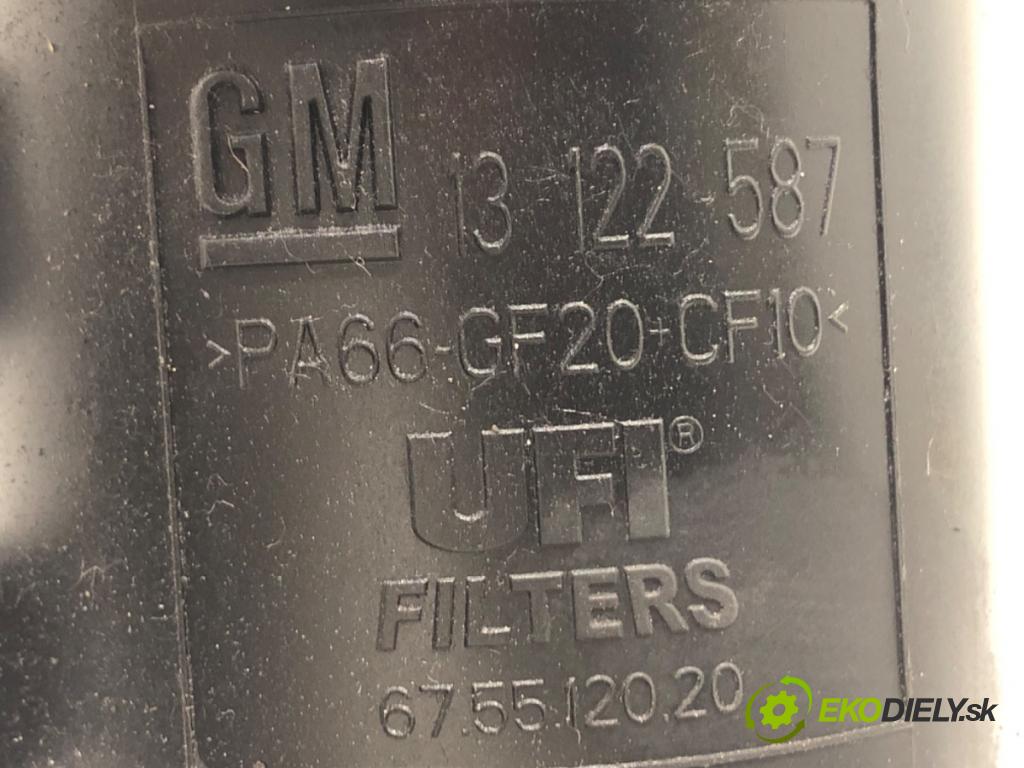 GM 13 122 587
>PA66-GF20+CF10<
UFI®
FILTERS
67.55.120.20
EKODIELY.sk